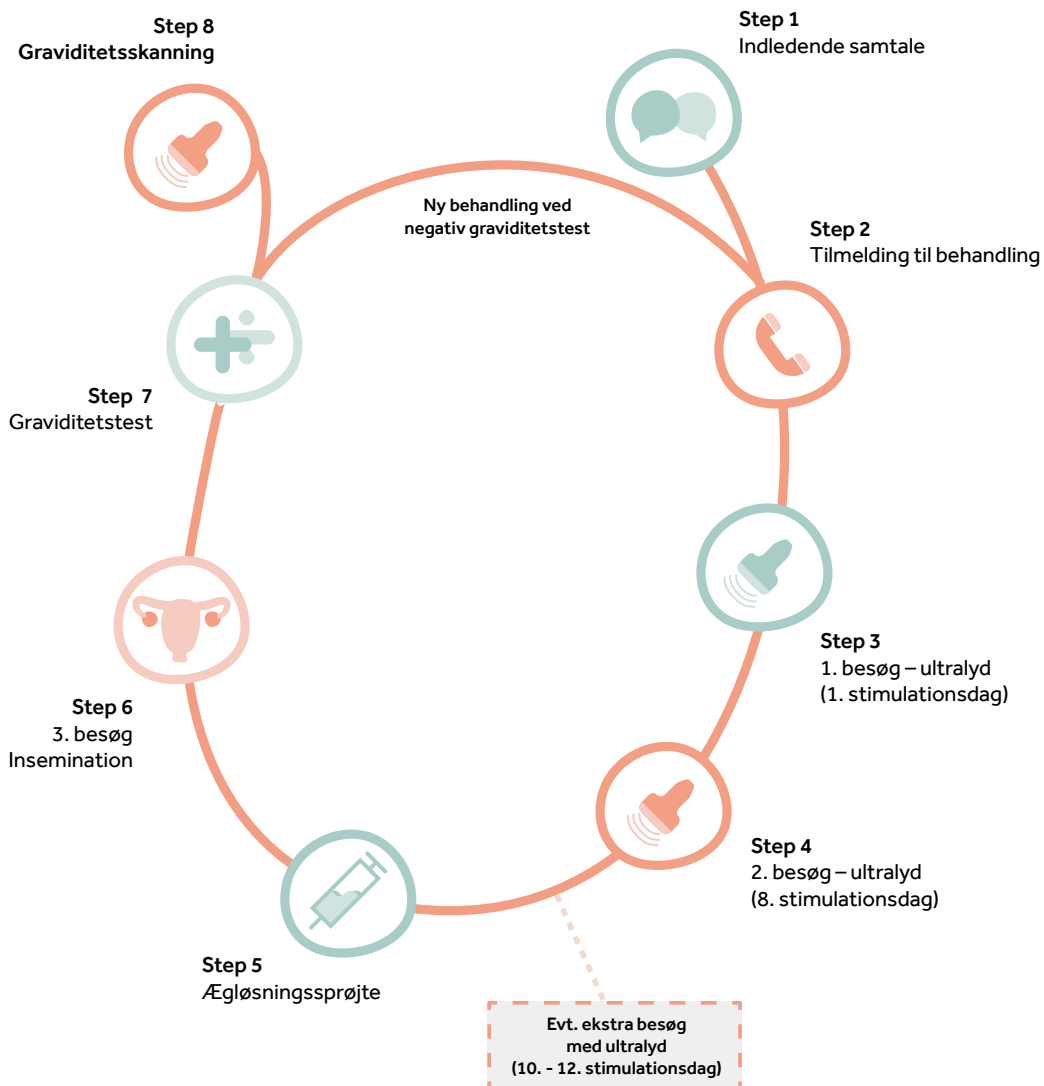 Step 8
Graviditetsskanning
Step 1
Indledende samtale
Ny behandling ved
negativ graviditetstest
Step 2
Tilmelding til behandling
Step 7
Graviditetstest
Step 3
1. besøg – ultralyd
(1. stimulationsdag)
Step 6
3. besøg
Insemination
Step 4
2. besøg – ultralyd
(8. stimulationsdag)
Step 5
Ægløsningssprøjte
Evt. ekstra besøg
med ultralyd
(10. - 12. stimulationsdag)